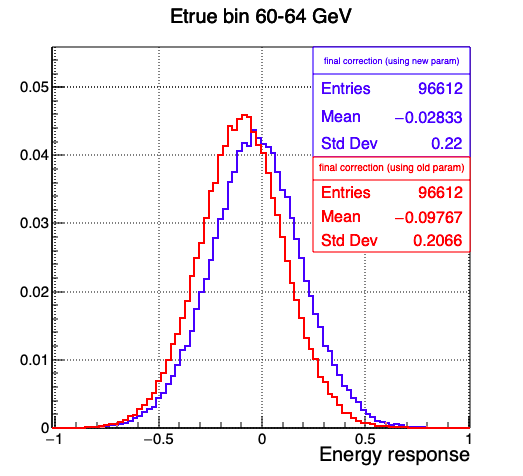 Etrue bin 60-64 GeV
final correction (using new param)
Entries 96612
Mean −0.02833
Std Dev 0.22
final correction (using old param)
Entries 96612
Mean −0.09767
Std Dev 0.2066
0.05
0.04
0.03
0.02
0.01
0
−1 −0.5 0 0.5 1
Energy response